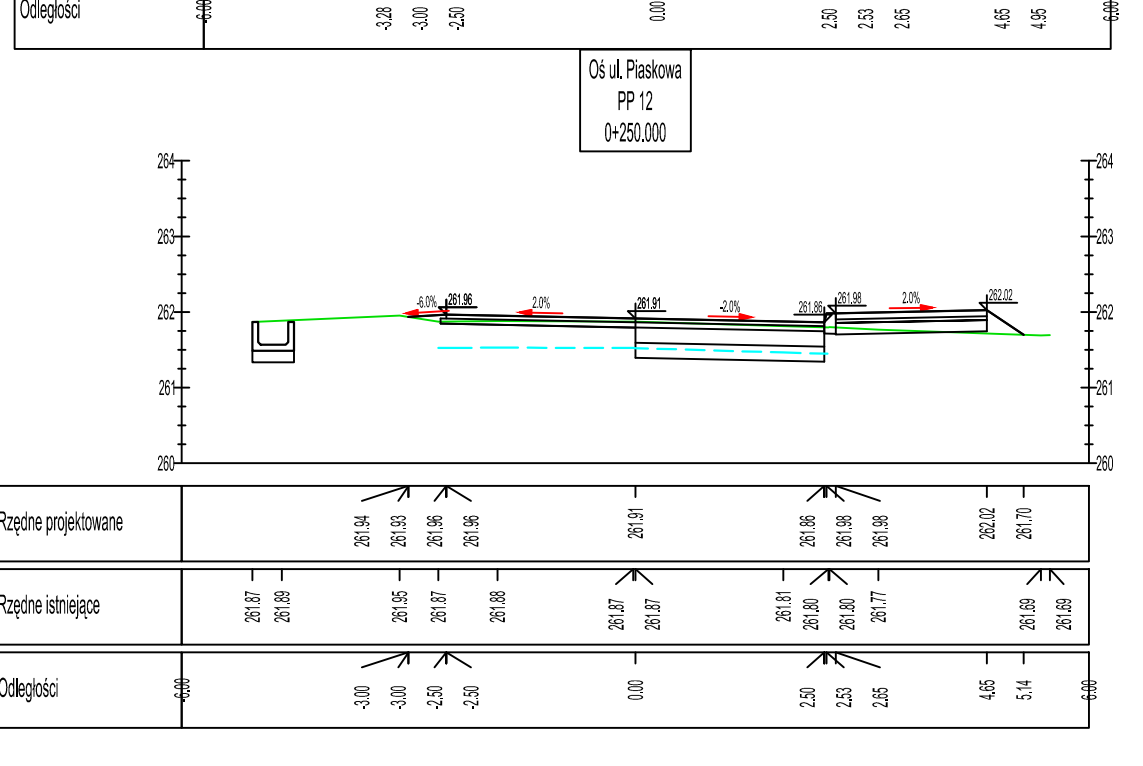 Odległości -6.00 -3.28 -3.00 -2.50 0.00 2.50 2.53 2.65 4.65 4.95 6.00
Oś ul. Piaskowa
PP 12
0+250.000
264 264
263 263
-6.0% 261.96 2.0% 261.91 -2.0% 261.86 261.98 2.0% 262.02
262 262
261 261
260 260
Rzędne projektowane 261.94 261.93 261.96 261.96 261.91 261.86 261.98 261.98 262.02 261.70
Rzędne istniejące 261.87 261.89 261.95 261.87 261.88 261.87 261.87 261.81 261.80 261.80 261.77 261.69 261.69
Odległości -6.00 -3.00 -3.00 -2.50 -2.50 0.00 2.50 2.53 2.65 4.65 5.14 6.00